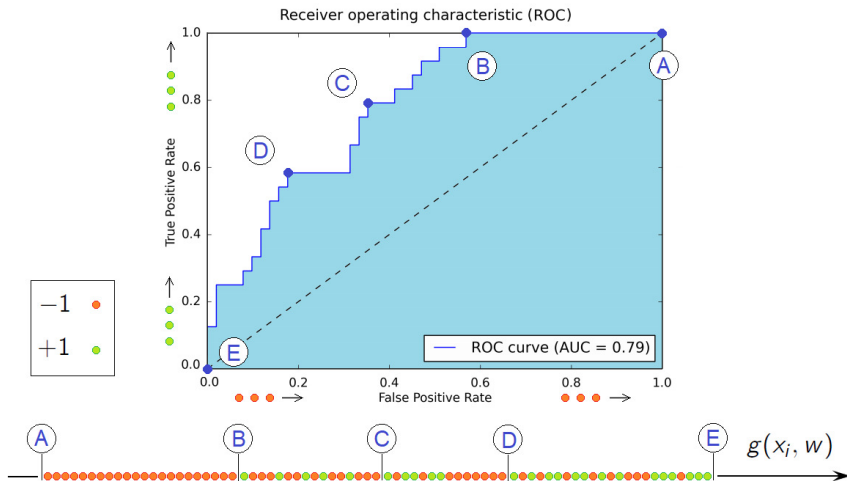 Receiver operating characteristic (ROC)
1.0
0.8
0.6
0.4
0.2
0.0
True Positive Rate
A
B
C
D
E
−1
+1
ROC curve (AUC = 0.79)
0.0 0.2 0.4 0.6 0.8 1.0
False Positive Rate
A B C D E
g(x_i, w)